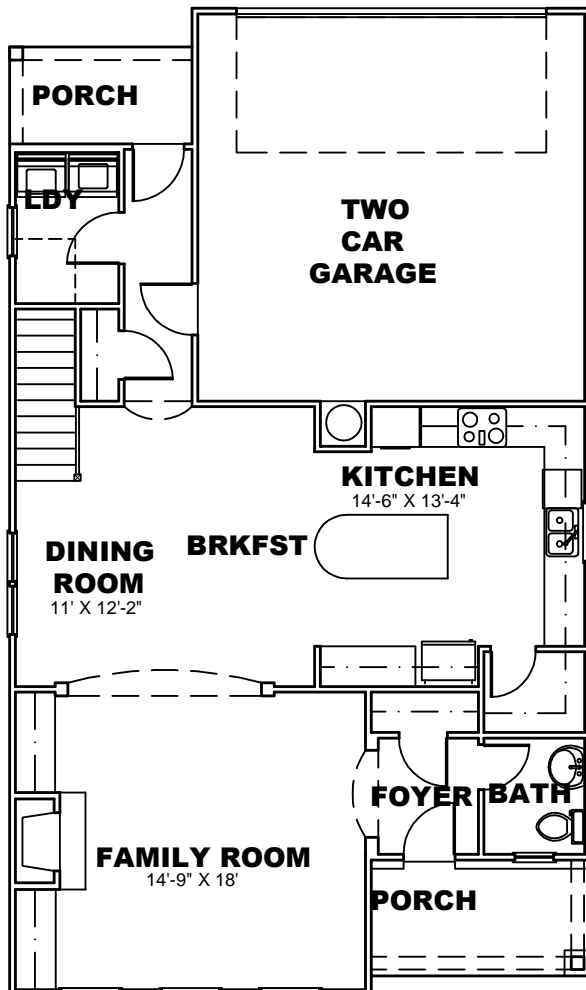 PORCH
LDY
TWO
CAR
GARAGE
KITCHEN
14'-6" X 13'-4"
BRKFST
DINING
ROOM
11' X 12'-2"
FOYER
BATH
FAMILY ROOM
14'-9" X 18'
PORCH